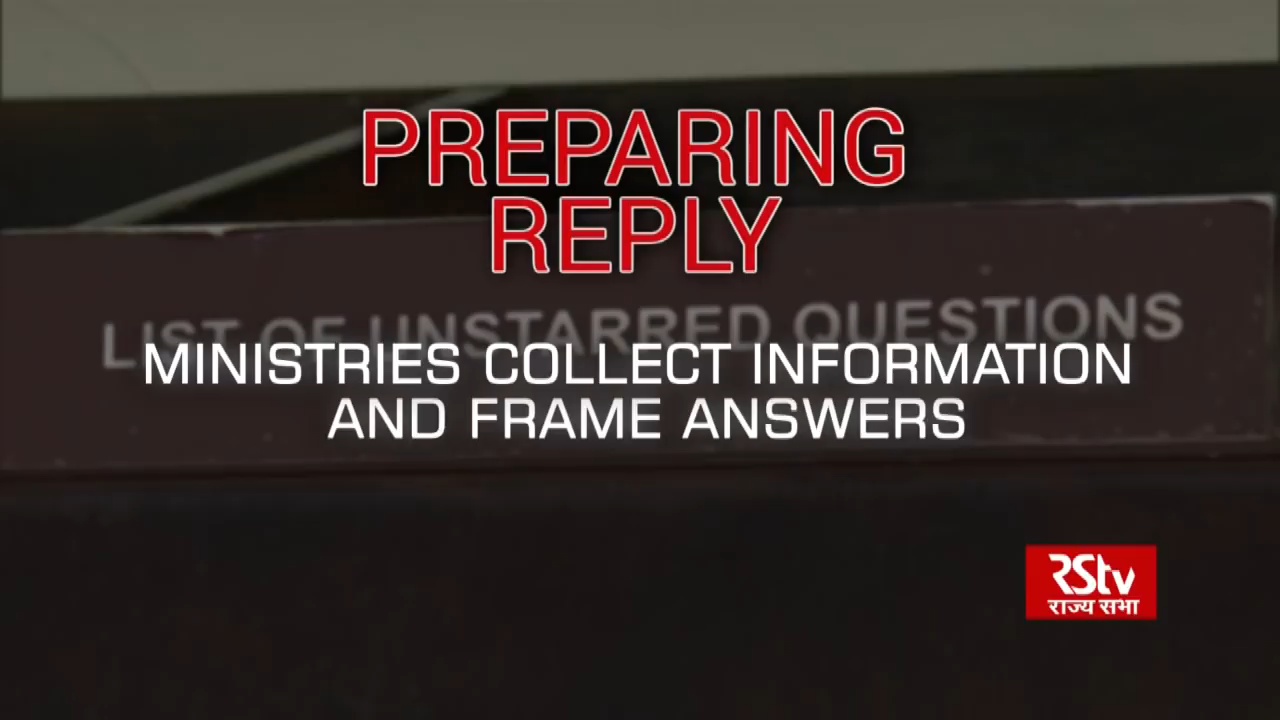 PREPARING
REPLY
LIST OF UNSTARRED QUESTIONS
MINISTRIES COLLECT INFORMATION
AND FRAME ANSWERS
RStv
राज्य सभा